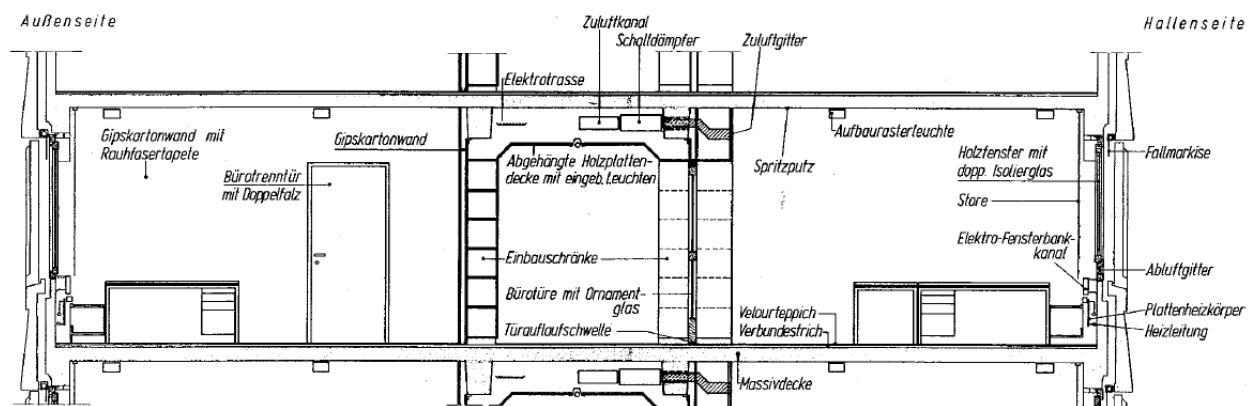 Außenseite
Hallenseite
Zuluftkanal
Schalldämpfer
Zuluftgitter
Elektrotrasse
Gipskartonwand mit
Rauhfasertapete
Gipskartonwand
Abgehängte Holzplatten-
decke mit eingeb. Leuchten
Aufbaurasterleuchte
Spritzputz
Bürotrenntür
mit Doppelfalz
Holzfenster mit
dopp. Isolierglas
Fallmarkise
Store
Elektro-Fensterbank-
kanal
Abluftgitter
Einbauschränke
Bürotüre mit Ornament-
glas
Türauflaufschwelle
Velourteppich
Verbundestrich
Plattenheizkörper
Heizleitung
Massivdecke